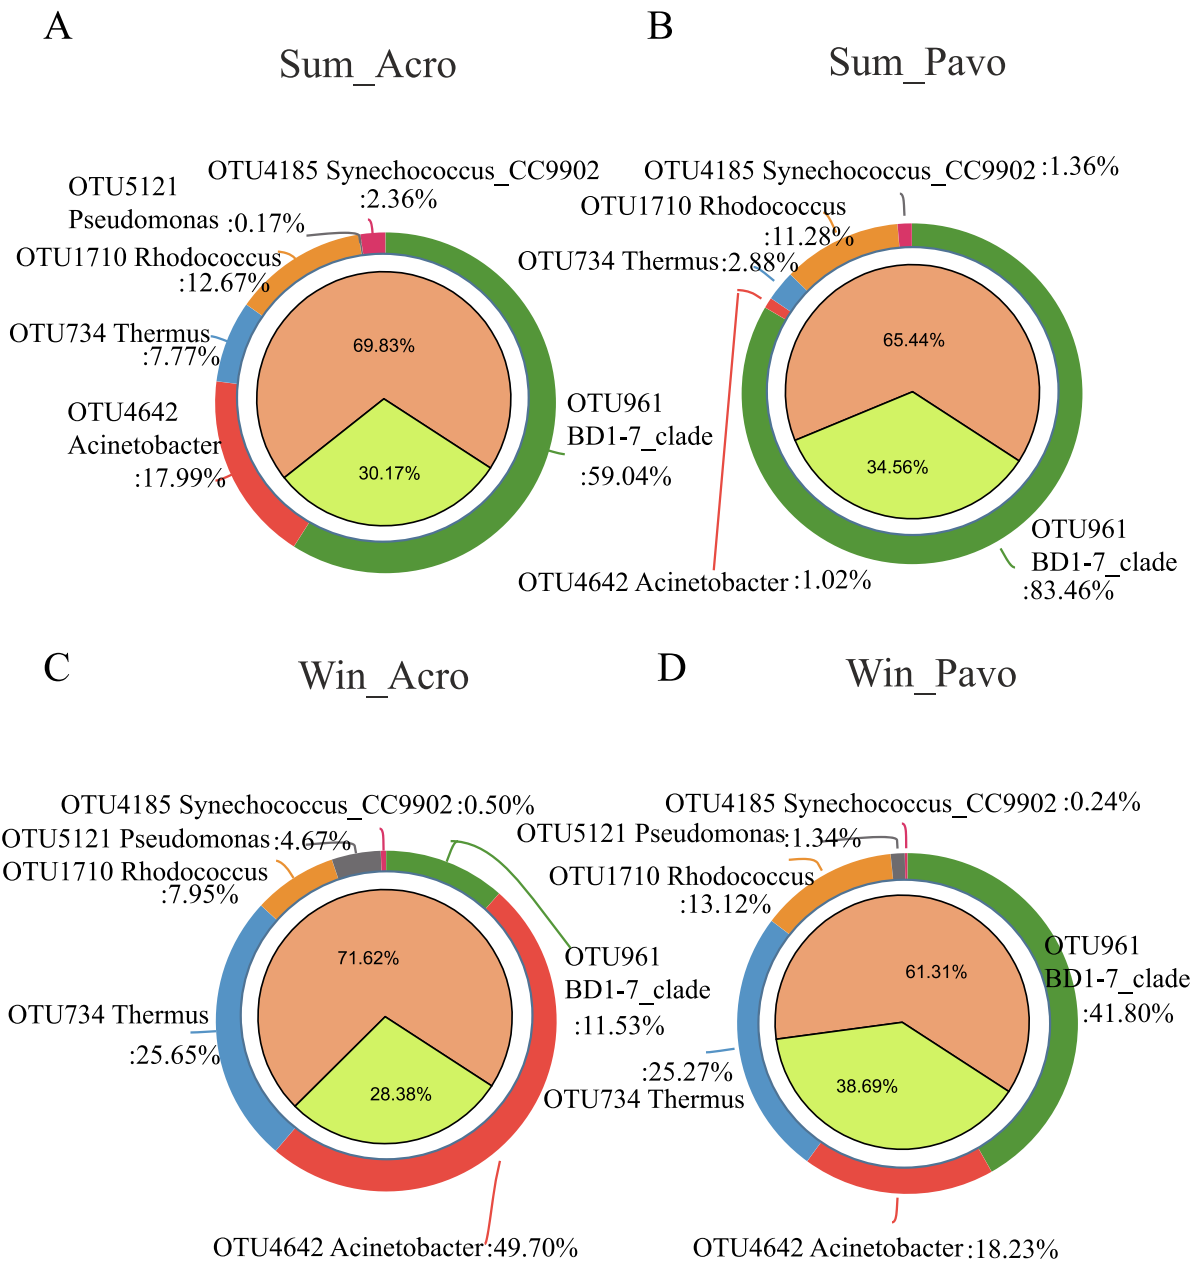 A
Sum_Acro
OTU4185 Synechococcus_CC9902
:2.36%
OTU5121
Pseudomonas :0.17%
OTU1710 Rhodococcus
:12.67%
OTU734 Thermus
:7.77%
OTU4642
Acinetobacter
:17.99%
69.83%
30.17%
OTU961
BD1-7_clade
:59.04%
B
Sum_Pavo
OTU4185 Synechococcus_CC9902 :1.36%
OTU1710 Rhodococcus
:11.28%
OTU734 Thermus:2.88%
65.44%
34.56%
OTU961
BD1-7_clade
:83.46%
OTU4642 Acinetobacter :1.02%
C
Win_Acro
OTU4185 Synechococcus_CC9902 :0.50%
OTU5121 Pseudomonas :4.67%
OTU1710 Rhodococcus
:7.95%
71.62%
28.38%
OTU961
BD1-7_clade
:11.53%
OTU734 Thermus
:25.65%
OTU4642 Acinetobacter :49.70%
D
Win_Pavo
OTU4185 Synechococcus_CC9902 :0.24%
OTU5121 Pseudomonas :1.34%
OTU1710 Rhodococcus
:13.12%
61.31%
38.69%
OTU961
BD1-7_clade
:41.80%
:25.27%
OTU734 Thermus
OTU4642 Acinetobacter :18.23%